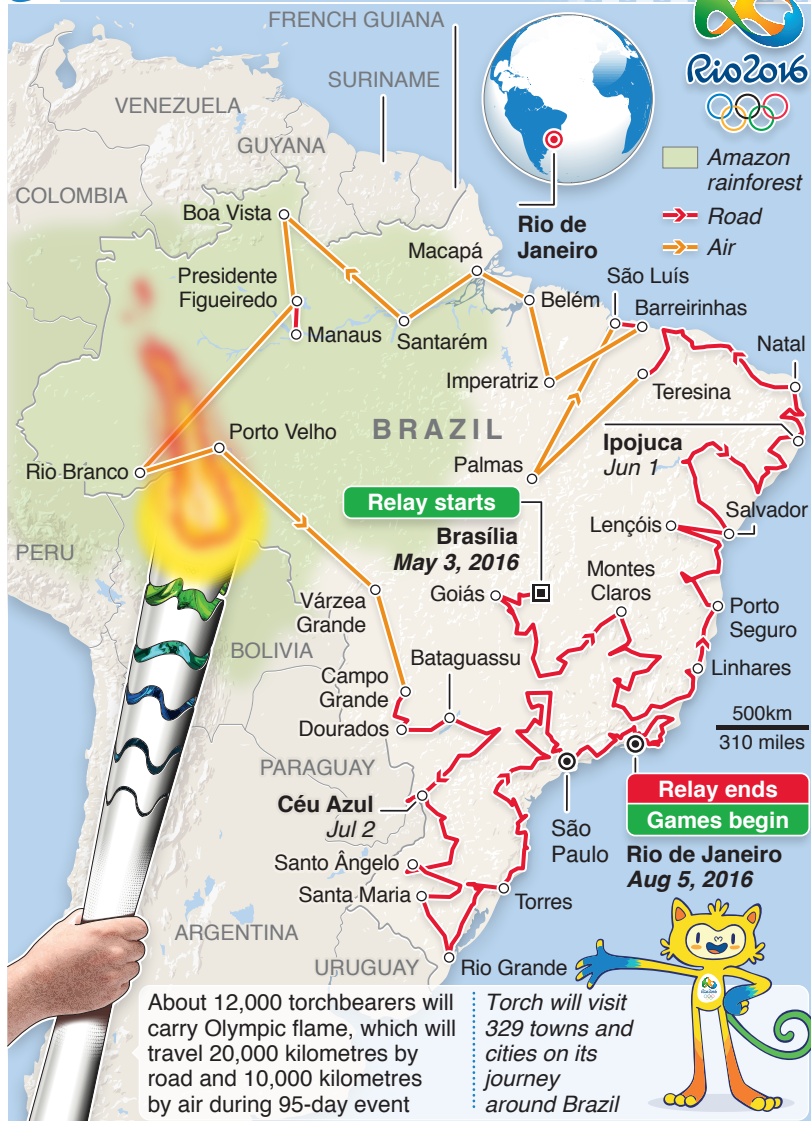 FRENCH GUIANA
SURINAME
VENEZUELA
GUYANA
COLOMBIA
Rio2016
Amazon
rainforest
Road
Air
Rio de
Janeiro
Boa Vista
Macapá
São Luís
Presidente
Figueiredo
Belém
Barreirinhas
Manaus
Santarém
Natal
Imperatriz
Teresina
BRAZIL
Porto Velho
Ipojuca
Jun 1
Rio Branco
Palmas
Relay starts
Brasília
May 3, 2016
Lençóis
Salvador
PERU
Goiás
Montes
Claros
Várzea
Grande
Porto
Seguro
BOLIVIA
Bataguassu
Linhares
Campo
Grande
Dourados
500km
310 miles
PARAGUAY
Relay ends
Games begin
Céu Azul
Jul 2
São
Paulo
Rio de Janeiro
Aug 5, 2016
Santo Ângelo
Santa Maria
Torres
ARGENTINA
URUGUAY
Rio Grande
About 12,000 torchbearers will
carry Olympic flame, which will
travel 20,000 kilometres by
road and 10,000 kilometres
by air during 95-day event
Torch will visit
329 towns and
cities on its
journey
around Brazil